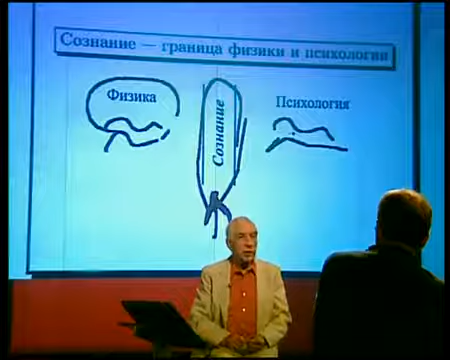 Сознание — граница физики и психологии
Физика
Сознание
Психология